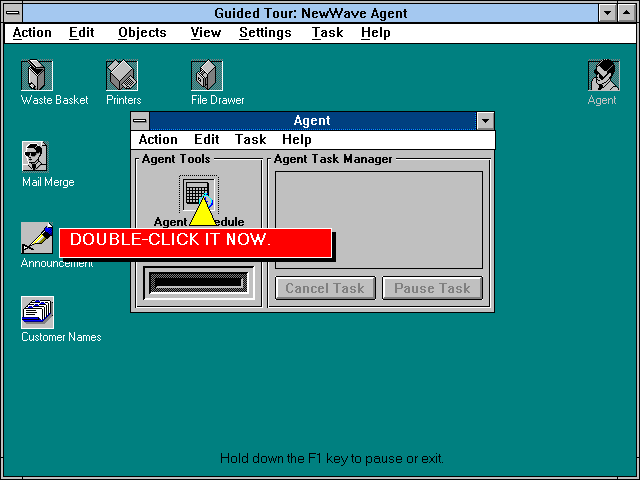 Guided Tour: NewWave Agent
Action Edit Objects View Settings Task Help
Waste Basket
Printers
File Drawer
Agent
Agent
Action Edit Task Help
Agent Tools
Agent Task Manager
Mail Merge
Agent
DOUBLE-CLICK IT NOW.
Announcement
Cancel Task
Pause Task
Customer Names
Hold down the F1 key to pause or exit.